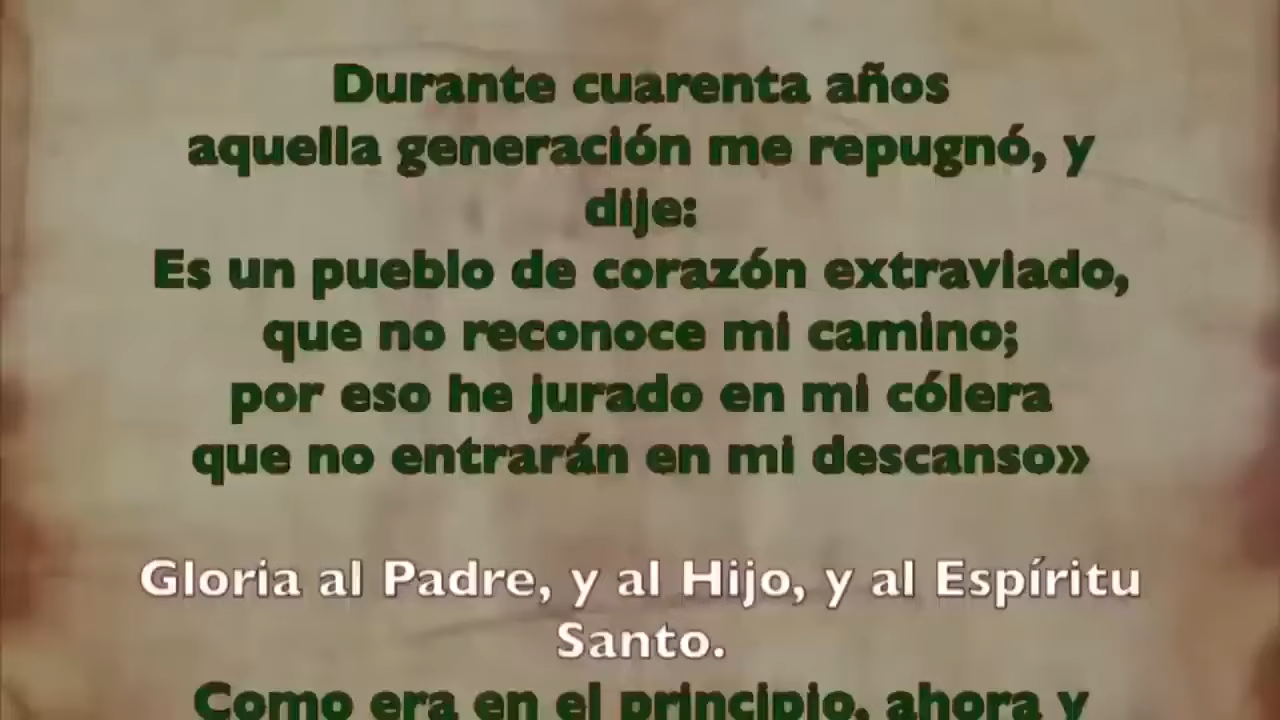 Durante cuarenta años
aquella generación me repugnó, y
dije:
Es un pueblo de corazón extraviado,
que no reconoce mi camino;
por eso he jurado en mi cólera
que no entrarán en mi descanso»
Gloria al Padre, y al Hijo, y al Espíritu
Santo.
Como era en el principio, ahora y